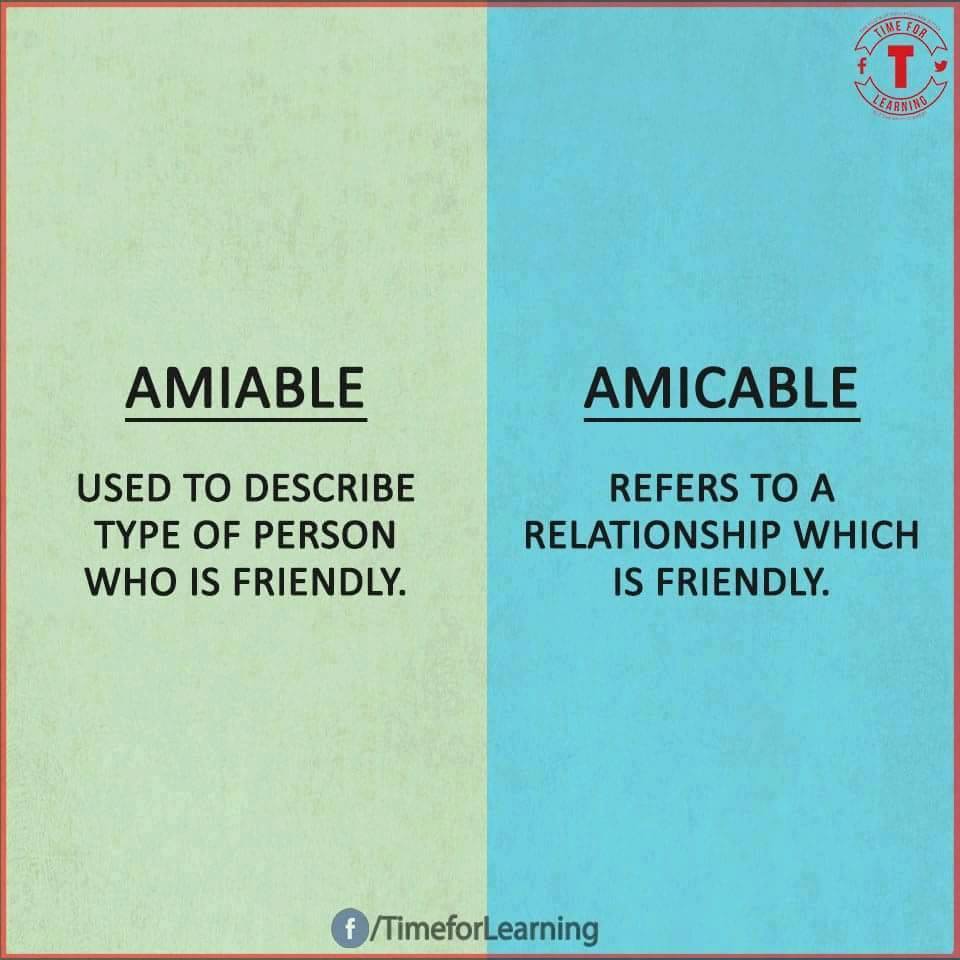 TIME FOR
T
LEARNING
AMIABLE
USED TO DESCRIBE
TYPE OF PERSON
WHO IS FRIENDLY.
AMICABLE
REFERS TO A
RELATIONSHIP WHICH
IS FRIENDLY.
f/TimeforLearning